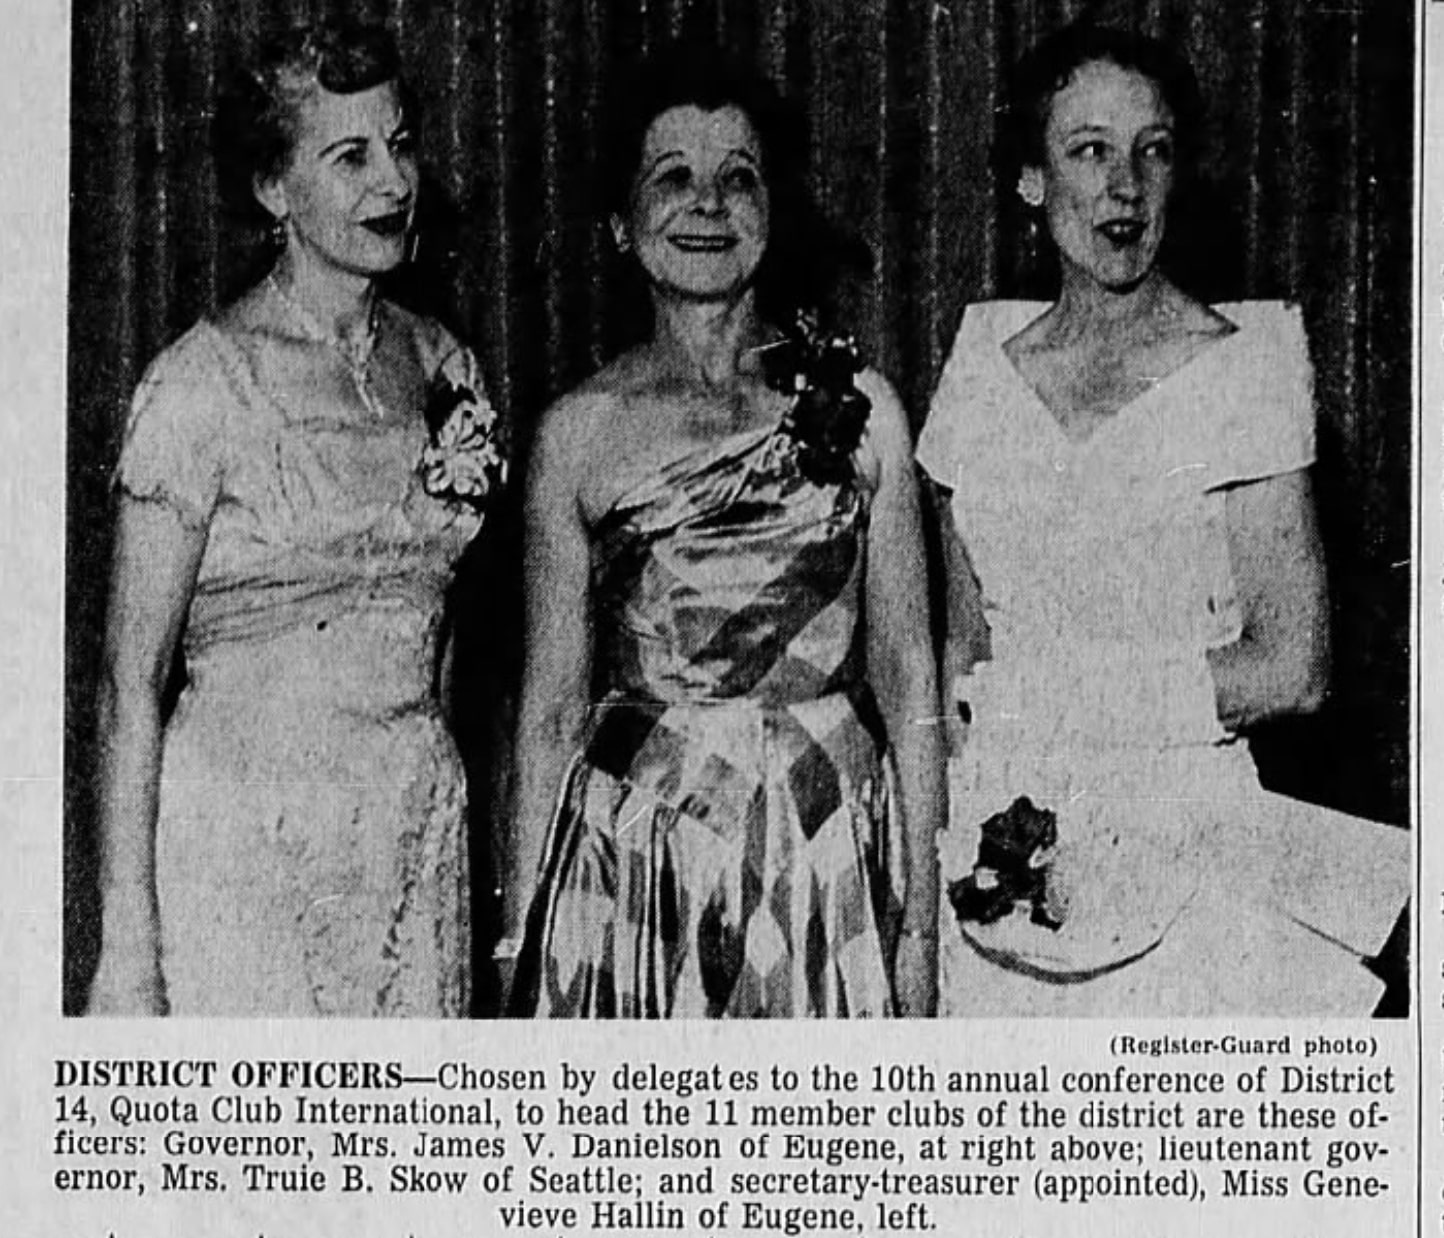 (Register-Guard photo)
DISTRICT OFFICERS—Chosen by delegates to the 10th annual conference of District
14, Quota Club International, to head the 11 member clubs of the district are these of-
ficers: Governor, Mrs. James V. Danielson of Eugene, at right above; lieutenant gov-
ernor, Mrs. Truie B. Skow of Seattle; and secretary-treasurer (appointed), Miss Gene-
vieve Hallin of Eugene, left.